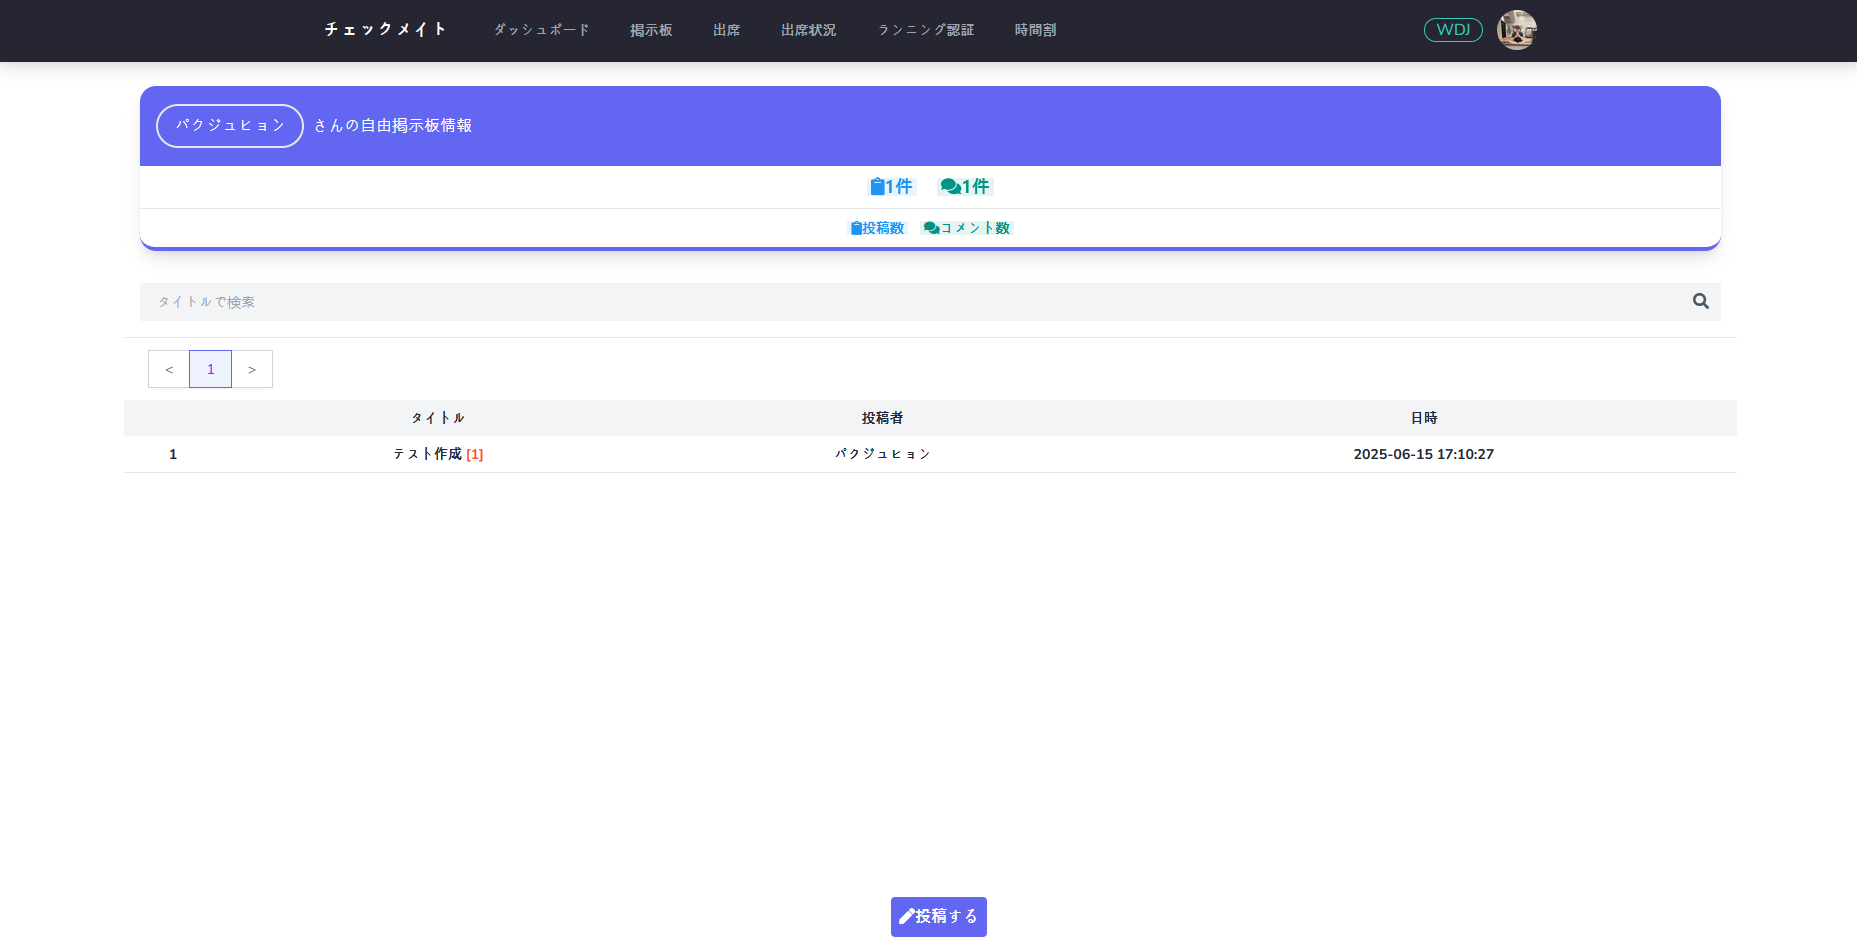 チェックメイト ダッシュボード 掲示板 出席 出席状況 ランニング認証 時間割 WDJ
パクジュヒョン さんの自由掲示板情報
1件 1件
投稿数 コメント数
タイトルで検索
< 1 >
タイトル 投稿者 日時
1 テスト作成 [1] パクジュヒョン 2025-06-15 17:10:27
投稿する